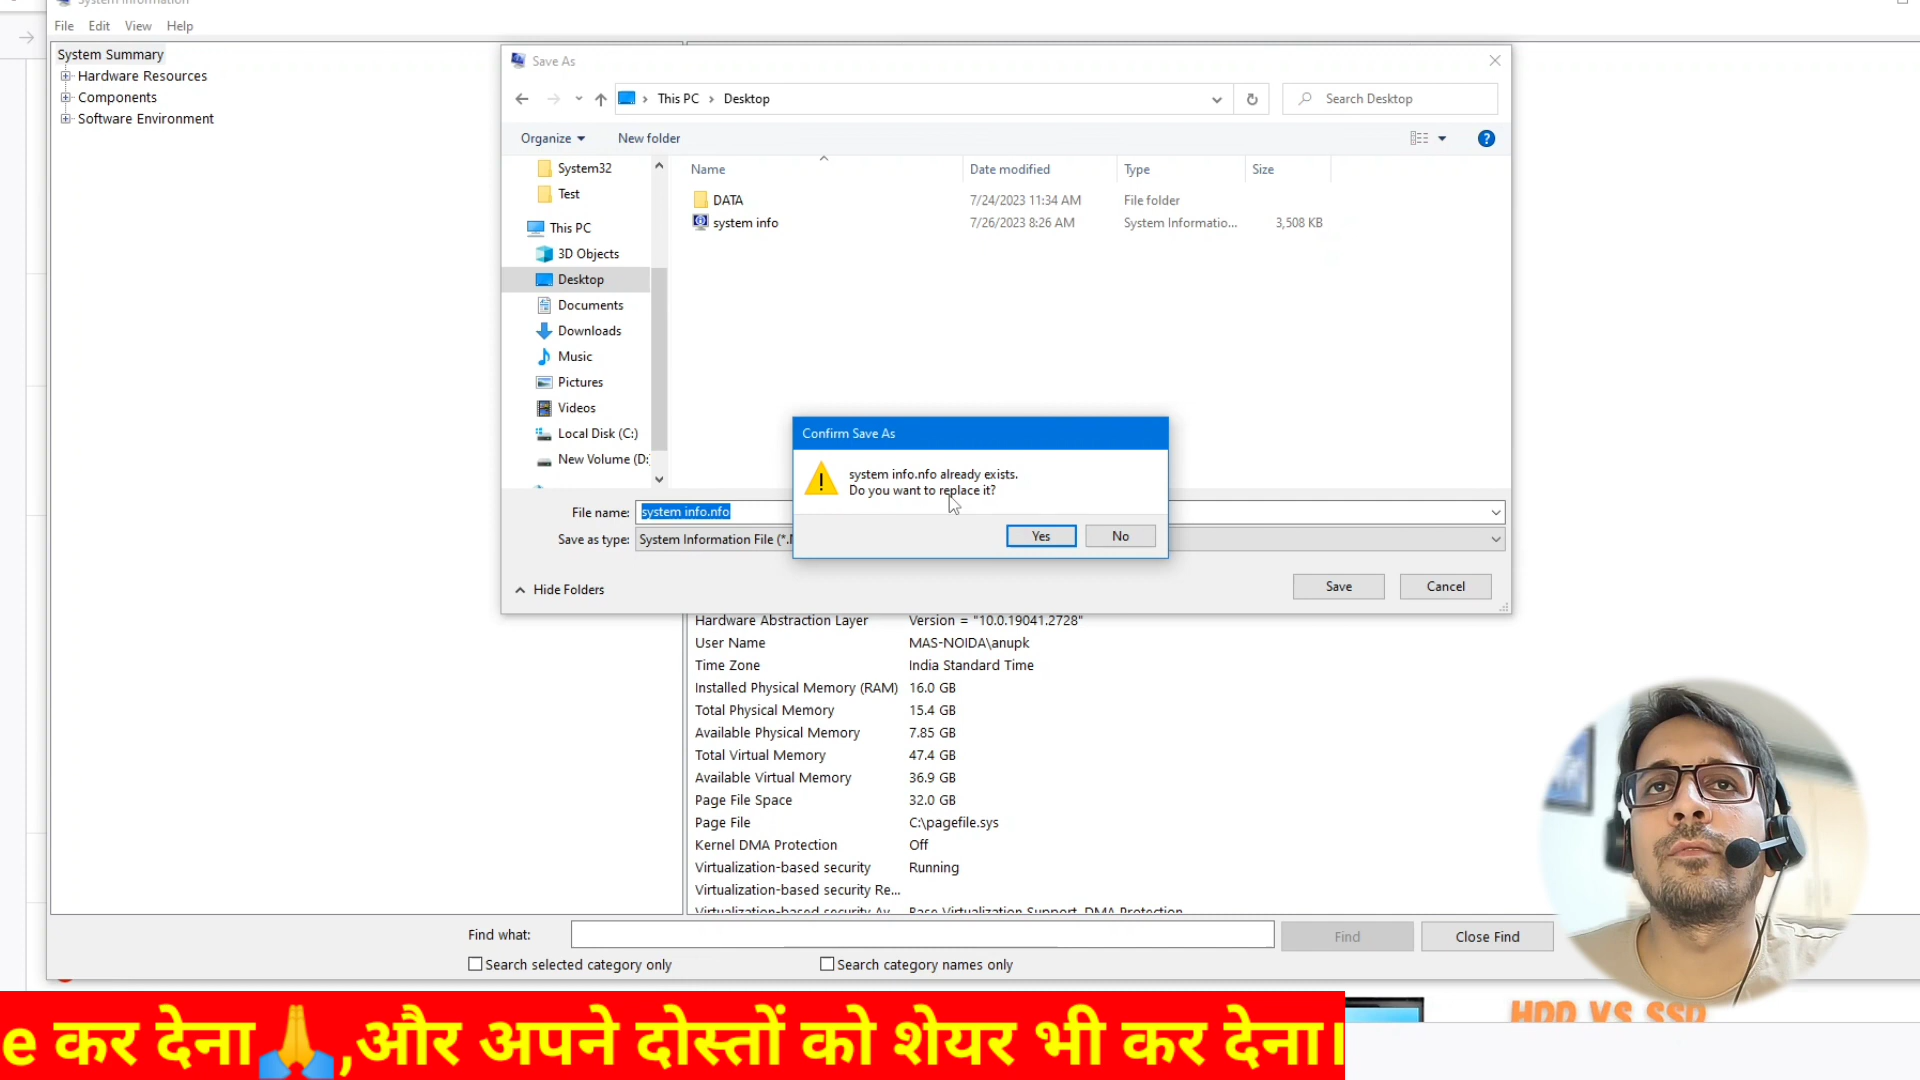 System Information
File Edit View Help
System Summary
Hardware Resources
Components
Software Environment
Save As
This PC > Desktop
Search Desktop
Organize
New folder
System32
Test
This PC
3D Objects
Desktop
Documents
Downloads
Music
Pictures
Videos
Local Disk (C:)
New Volume (D:
Name Date modified Type Size
DATA 7/24/2023 11:34 AM File folder
system info 7/26/2023 8:26 AM System Informatio... 3,508 KB
Confirm Save As
system info.nfo already exists.
Do you want to replace it?
Yes No
File name: system info.nfo
Save as type: System Information File (*.
Hide Folders
Save Cancel
Hardware Abstraction Layer Version = "10.0.19041.2728"
User Name MAS-NOIDA\anupk
Time Zone India Standard Time
Installed Physical Memory (RAM) 16.0 GB
Total Physical Memory 15.4 GB
Available Physical Memory 7.85 GB
Total Virtual Memory 47.4 GB
Available Virtual Memory 36.9 GB
Page File Space 32.0 GB
Page File C:\pagefile.sys
Kernel DMA Protection Off
Virtualization-based security Running
Virtualization-based security Re...
Virtualization-based security Av... Base Virtualization Support, DMA Protection
Find what:
Find Close Find
Search selected category only
Search category names only
HDD VS SSD
e कर देना🙏,और अपने दोस्तों को शेयर भी कर देना।